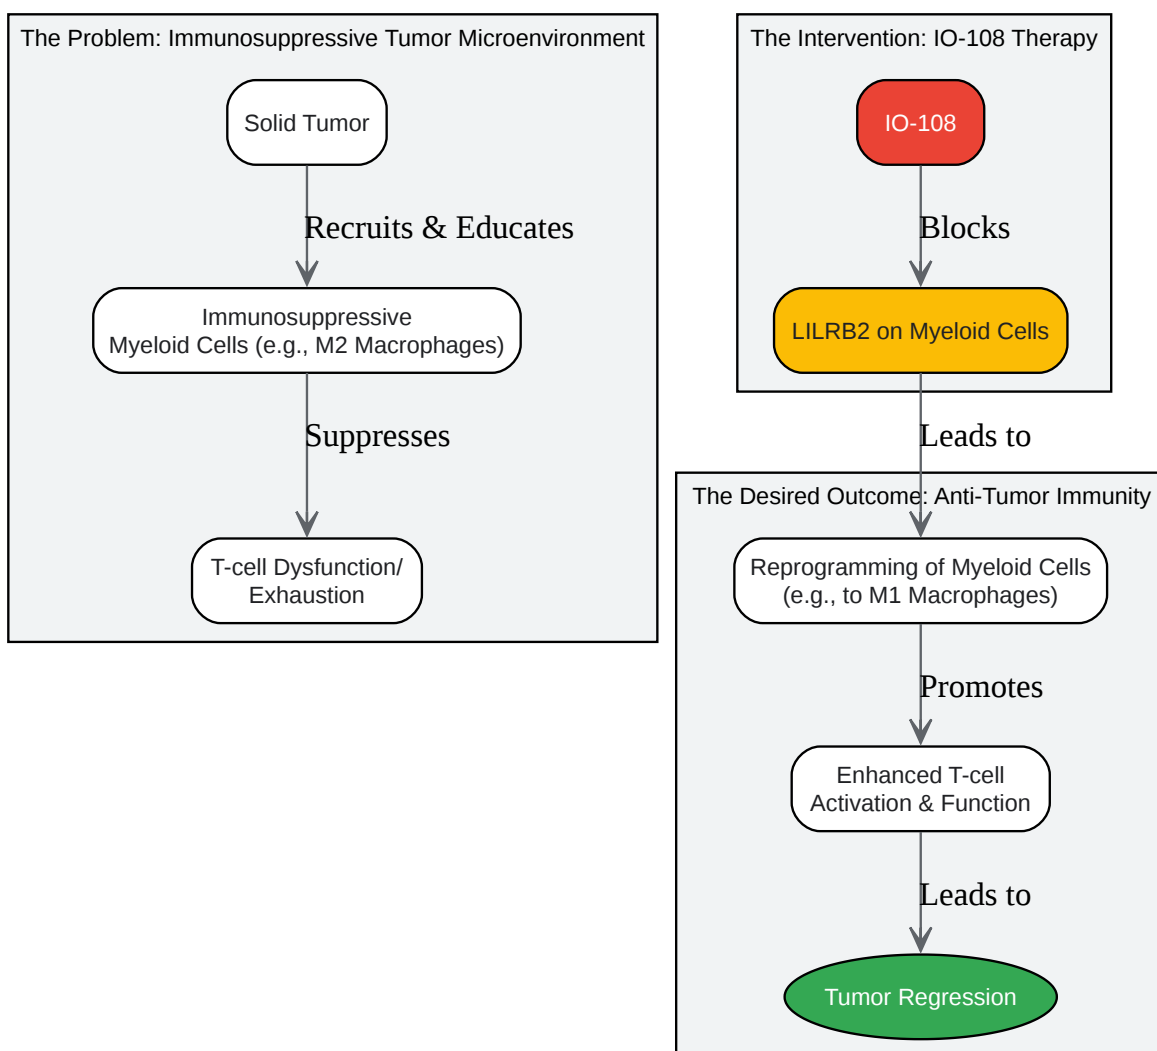 The Problem: Immunosuppressive Tumor Microenvironment
Solid Tumor
Recruits & Educates
Immunosuppressive
Myeloid Cells (e.g., M2 Macrophages)
Suppresses
T-cell Dysfunction/
Exhaustion
The Intervention: IO-108 Therapy
IO-108
Blocks
LILRB2 on Myeloid Cells
Leads to
The Desired Outcome: Anti-Tumor Immunity
Reprogramming of Myeloid Cells
(e.g., to M1 Macrophages)
Promotes
Enhanced T-cell
Activation & Function
Leads to
Tumor Regression